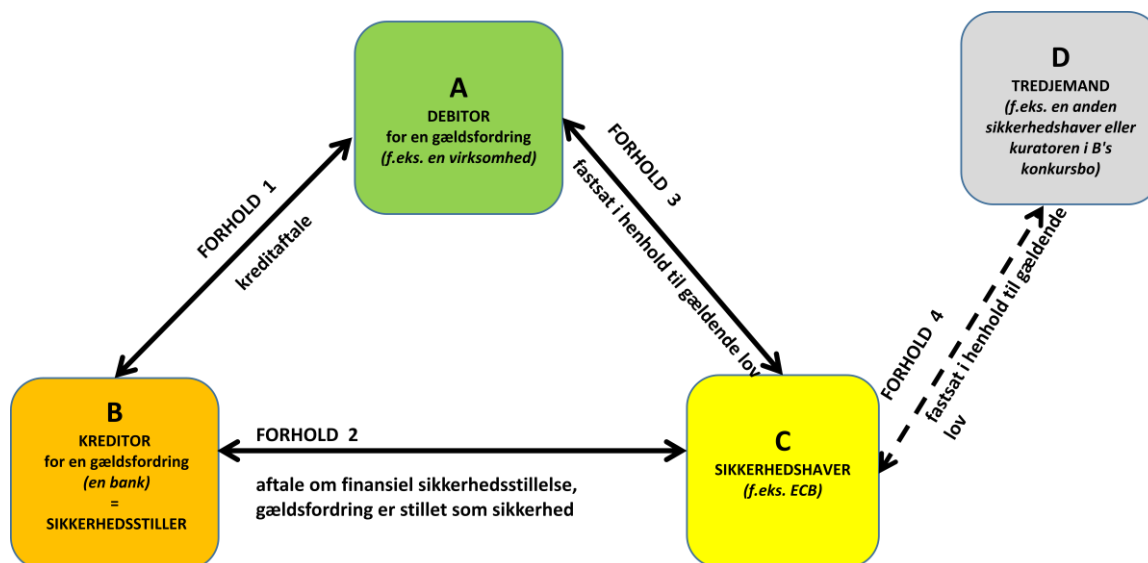 A
DEBITOR
for en gældsfordring
(f.eks. en virksomhed)
D
TREDJEMAND
(f.eks. en anden
sikkerhedshaver eller
kuratoren i B's
konkursbo)
FORHOLD 1
kreditaftale
FORHOLD 3
fastsat i henhold til gældende lov
FORHOLD 4
fastsat i henhold til gældende
lov
B
KREDITOR
for en gældsfordring
(en bank)
=
SIKKERHEDSSTILLER
FORHOLD 2
aftale om finansiel sikkerhedsstillelse,
gældsfordring er stillet som sikkerhed
C
SIKKERHEDSHAVER
(f.eks. ECB)